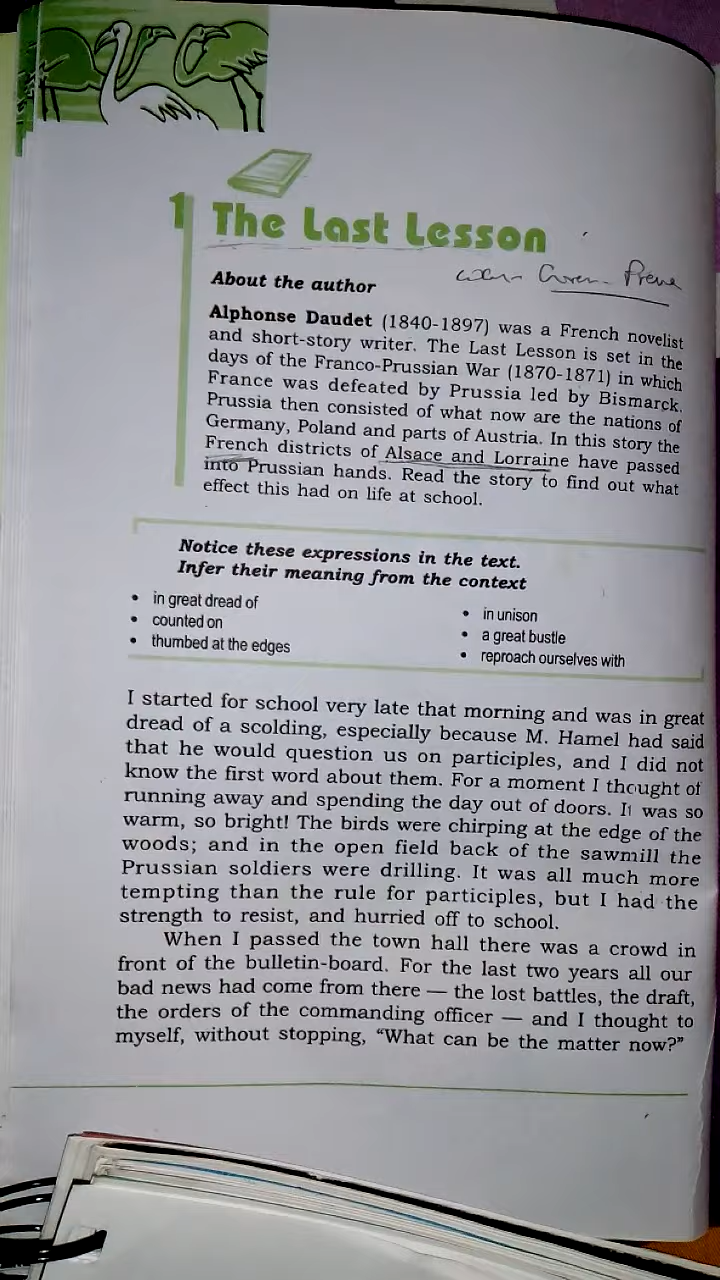 1 The Last Lesson
About the author
Alphonse Daudet (1840-1897) was a French novelist
and short-story writer. The Last Lesson is set in the
days of the Franco-Prussian War (1870-1871) in which
France was defeated by Prussia led by Bismarck.
Prussia then consisted of what now are the nations of
Germany, Poland and parts of Austria. In this story the
French districts of Alsace and Lorraine have passed
into Prussian hands. Read the story to find out what
effect this had on life at school.
Notice these expressions in the text.
Infer their meaning from the context
• in great dread of
• counted on
• thumbed at the edges
• in unison
• a great bustle
• reproach ourselves with
I started for school very late that morning and was in great
dread of a scolding, especially because M. Hamel had said
that he would question us on participles, and I did not
know the first word about them. For a moment I thought of
running away and spending the day out of doors. It was so
warm, so bright! The birds were chirping at the edge of the
woods; and in the open field back of the sawmill the
Prussian soldiers were drilling. It was all much more
tempting than the rule for participles, but I had the
strength to resist, and hurried off to school.
When I passed the town hall there was a crowd in
front of the bulletin-board. For the last two years all our
bad news had come from there — the lost battles, the draft,
the orders of the commanding officer — and I thought to
myself, without stopping, “What can be the matter now?”